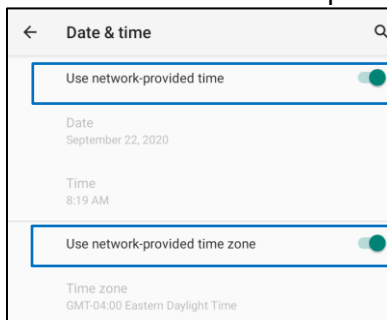 Date & time
Use network-provided time
Date
September 22, 2020
Time
8:19 AM
Use network-provided time zone
Time zone
GMT-04:00 Eastern Daylight Time